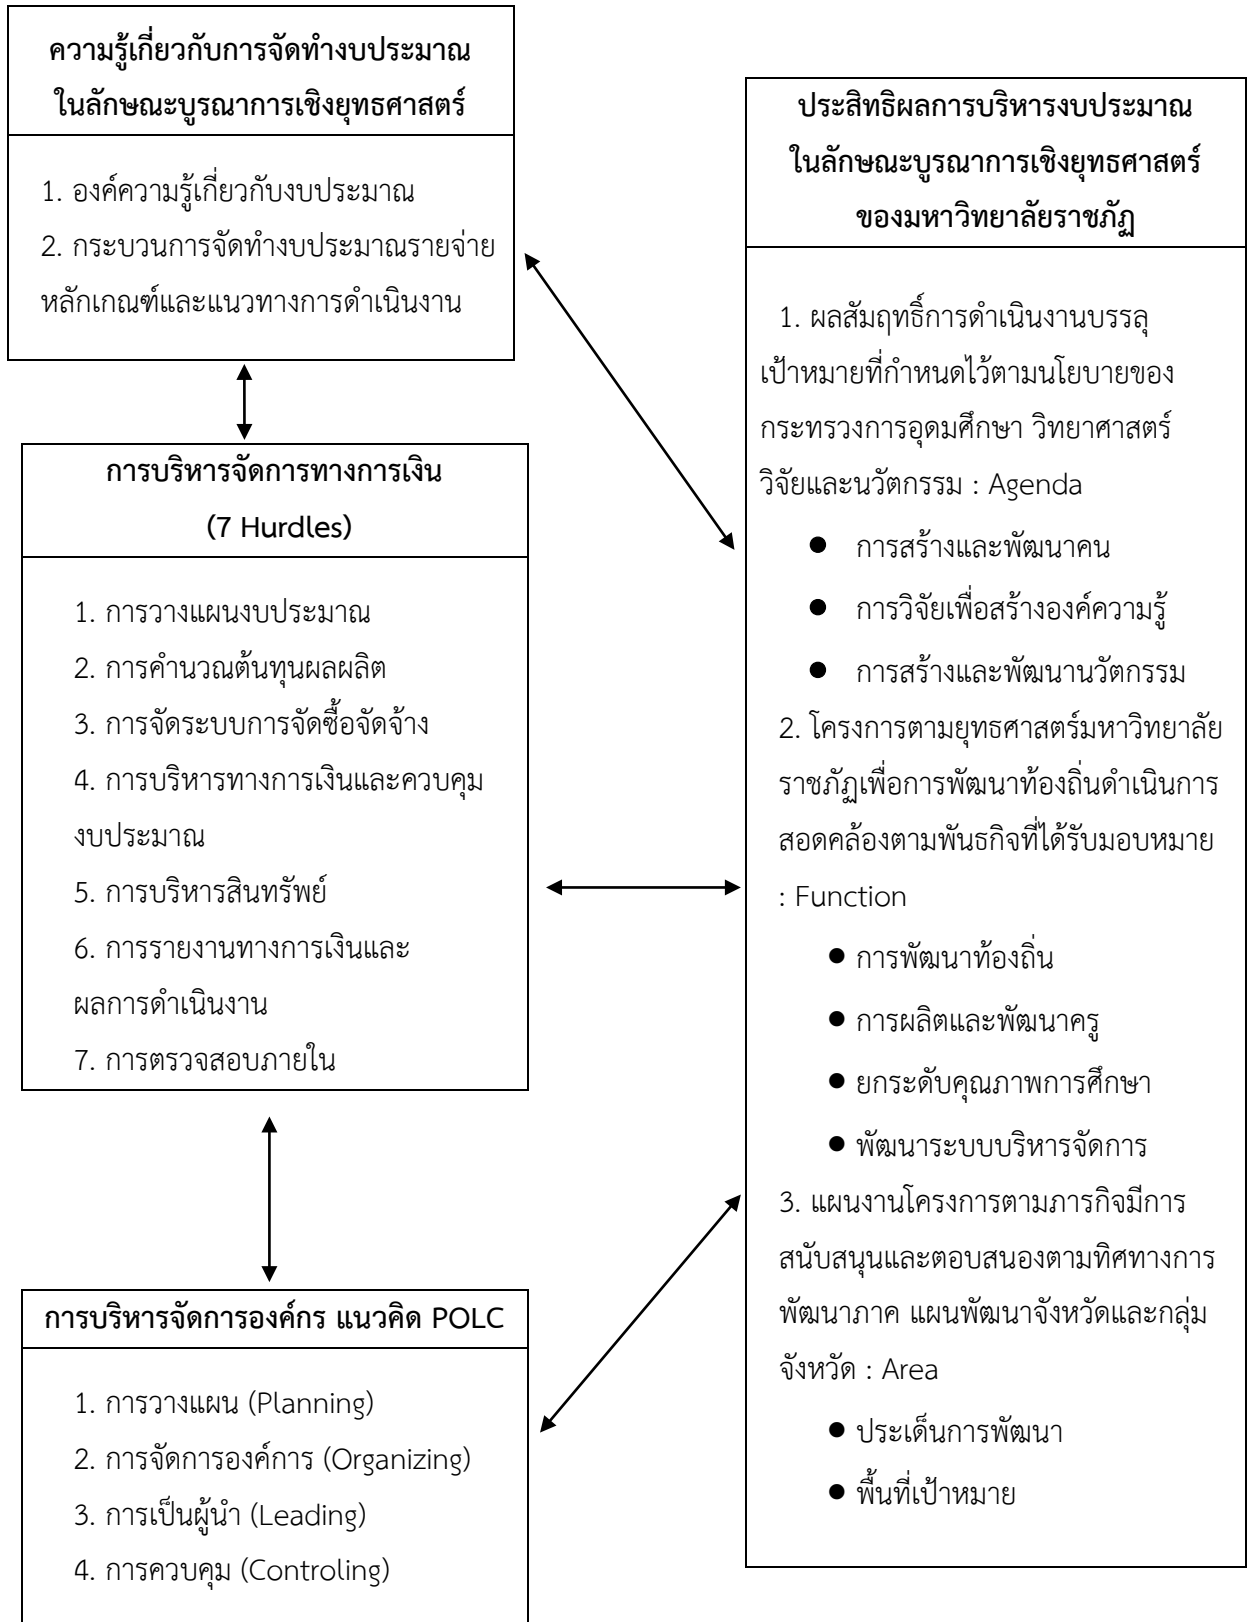 ความรู้เกี่ยวกับการจัดทำงบประมาณ
ในลักษณะบูรณาการเชิงยุทธศาสตร์
1. องค์ความรู้เกี่ยวกับงบประมาณ
2. กระบวนการจัดทำงบประมาณรายจ่าย
หลักเกณฑ์และแนวทางการดำเนินงาน
การบริหารจัดการทางการเงิน
(7 Hurdles)
1. การวางแผนงบประมาณ
2. การคำนวณต้นทุนผลผลิต
3. การจัดระบบการจัดซื้อจัดจ้าง
4. การบริหารทางการเงินและควบคุม
งบประมาณ
5. การบริหารสินทรัพย์
6. การรายงานทางการเงินและ
ผลการดำเนินงาน
7. การตรวจสอบภายใน
การบริหารจัดการองค์กร แนวคิด POLC
1. การวางแผน (Planning)
2. การจัดการองค์การ (Organizing)
3. การเป็นผู้นำ (Leading)
4. การควบคุม (Controling)
ประสิทธิผลการบริหารงบประมาณ
ในลักษณะบูรณาการเชิงยุทธศาสตร์
ของมหาวิทยาลัยราชภัฏ
1. ผลสัมฤทธิ์การดำเนินงานบรรลุ
เป้าหมายที่กำหนดไว้ตามนโยบายของ
กระทรวงการอุดมศึกษา วิทยาศาสตร์
วิจัยและนวัตกรรม : Agenda
● การสร้างและพัฒนาคน
● การวิจัยเพื่อสร้างองค์ความรู้
● การสร้างและพัฒนานวัตกรรม
2. โครงการตามยุทธศาสตร์มหาวิทยาลัย
ราชภัฏเพื่อการพัฒนาท้องถิ่นดำเนินการ
สอดคล้องตามพันธกิจที่ได้รับมอบหมาย
: Function
● การพัฒนาท้องถิ่น
● การผลิตและพัฒนาครู
● ยกระดับคุณภาพการศึกษา
● พัฒนาระบบบริหารจัดการ
3. แผนงานโครงการตามภารกิจมีการ
สนับสนุนและตอบสนองตามทิศทางการ
พัฒนาภาค แผนพัฒนาจังหวัดและกลุ่ม
จังหวัด : Area
● ประเด็นการพัฒนา
● พื้นที่เป้าหมาย